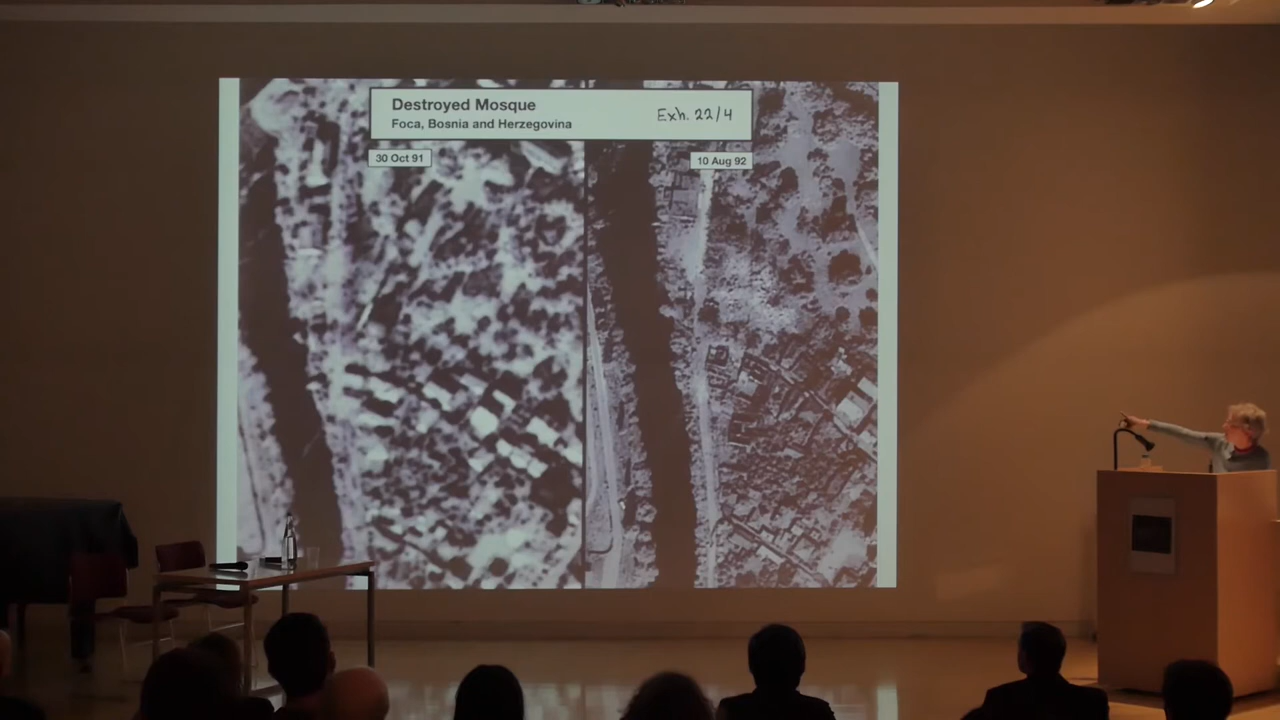 Destroyed Mosque
Foca, Bosnia and Herzegovina
Exh. 22/4
30 Oct 91
10 Aug 92